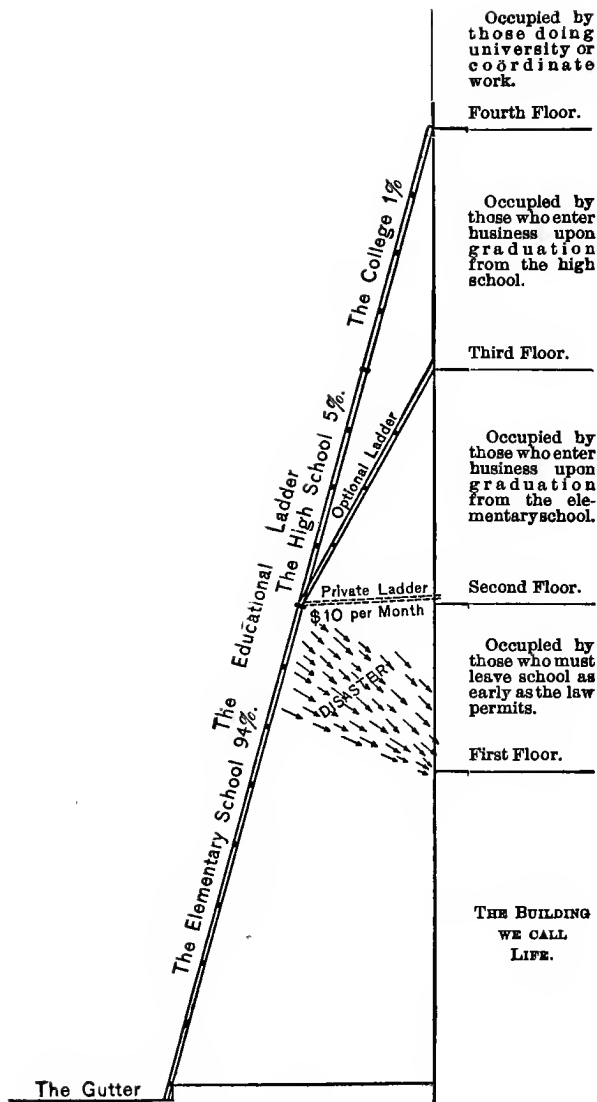 Occupied by
those doing
university or
coördinate
work.
Fourth Floor.
The College 1%
Occupied by
those who enter
business upon
graduation
from the high
school.
Third Floor.
The High School 5%.
Optional Ladder
The Educational Ladder
Occupied by
those who enter
business upon
graduation
from the ele-
mentary school.
Private Ladder
Second Floor.
$10 per Month
Occupied by
those who must
leave school as
early as the law
permits.
DISASTER!
First Floor.
The Elementary School 94%.
THE BUILDING
WE CALL
LIFE.
The Gutter